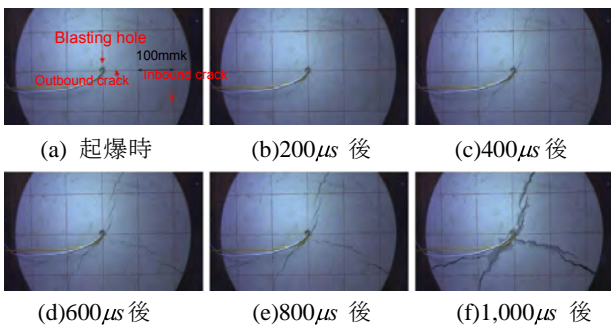 Blasting hole
100mmk
Outbound crack
Inbound crack
(a) 起爆時
(b)200μs 後
(c)400μs 後
(d)600μs 後
(e)800μs 後
(f)1,000μs 後